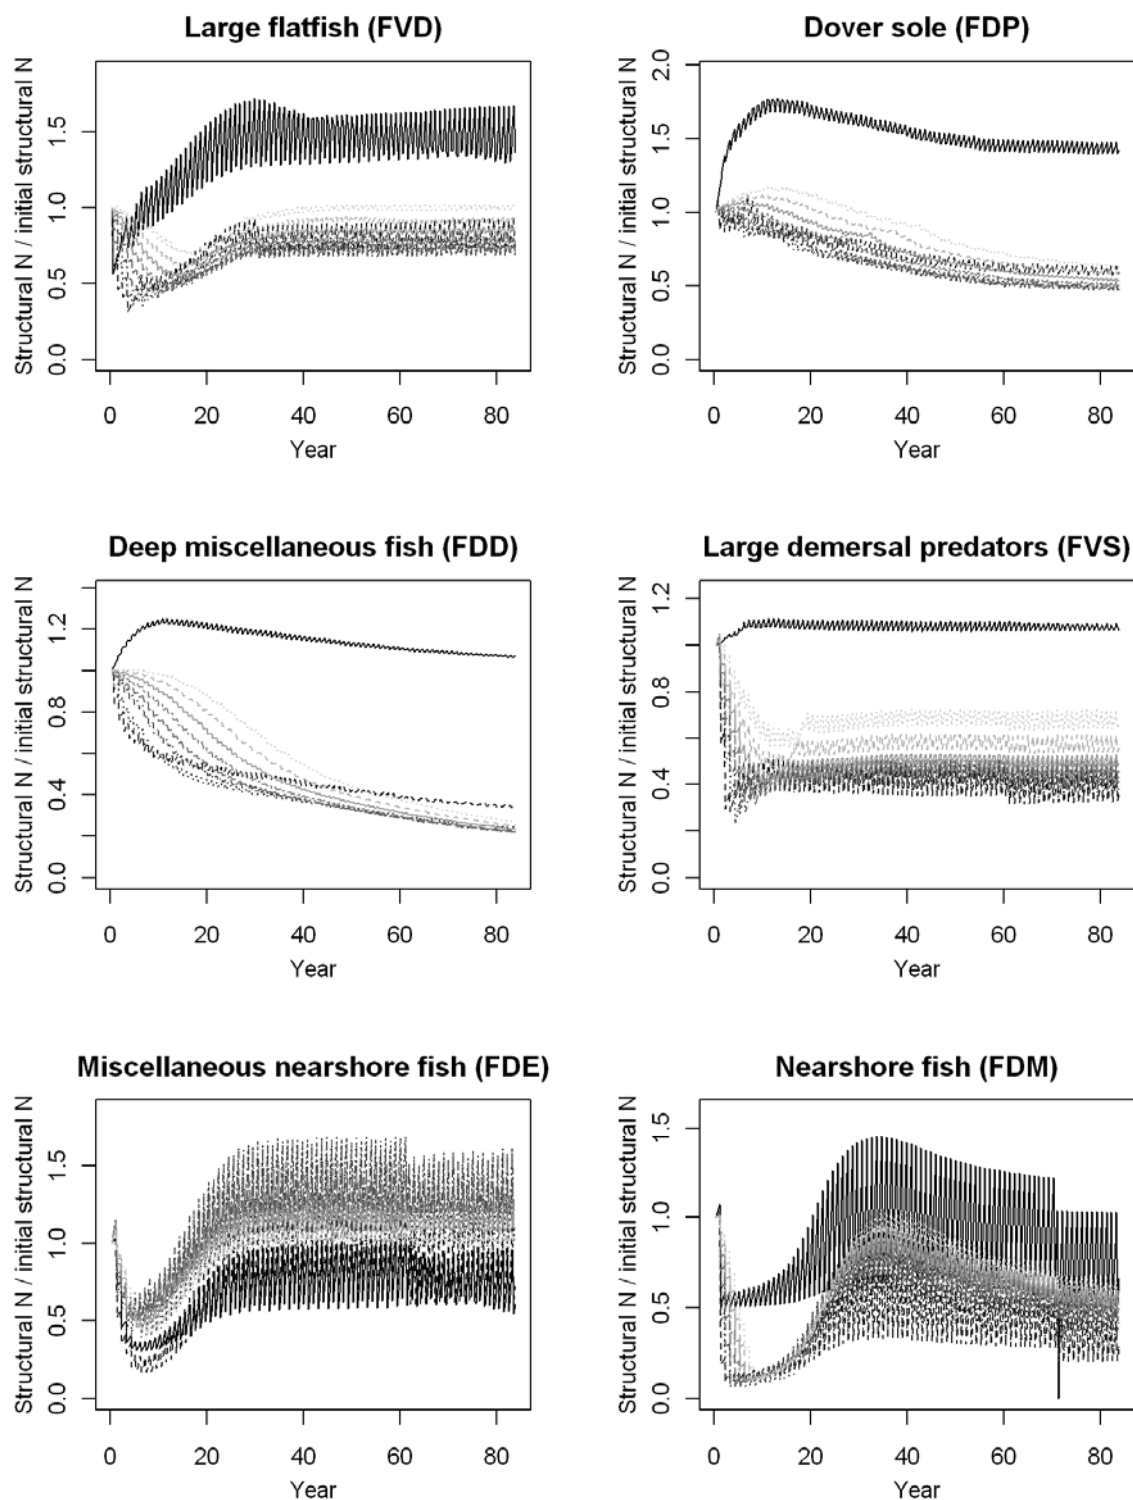 Large flatfish (FVD)
Structural N / initial structural N
0.0 0.5 1.0 1.5
0 20 40 60 80
Year
Dover sole (FDP)
Structural N / initial structural N
0.0 0.5 1.0 1.5 2.0
0 20 40 60 80
Year
Deep miscellaneous fish (FDD)
Structural N / initial structural N
0.0 0.4 0.8 1.2
0 20 40 60 80
Year
Large demersal predators (FVS)
Structural N / initial structural N
0.0 0.4 0.8 1.2
0 20 40 60 80
Year
Miscellaneous nearshore fish (FDE)
Structural N / initial structural N
0.0 0.5 1.0 1.5
0 20 40 60 80
Year
Nearshore fish (FDM)
Structural N / initial structural N
0.0 0.5 1.0 1.5
0 20 40 60 80
Year